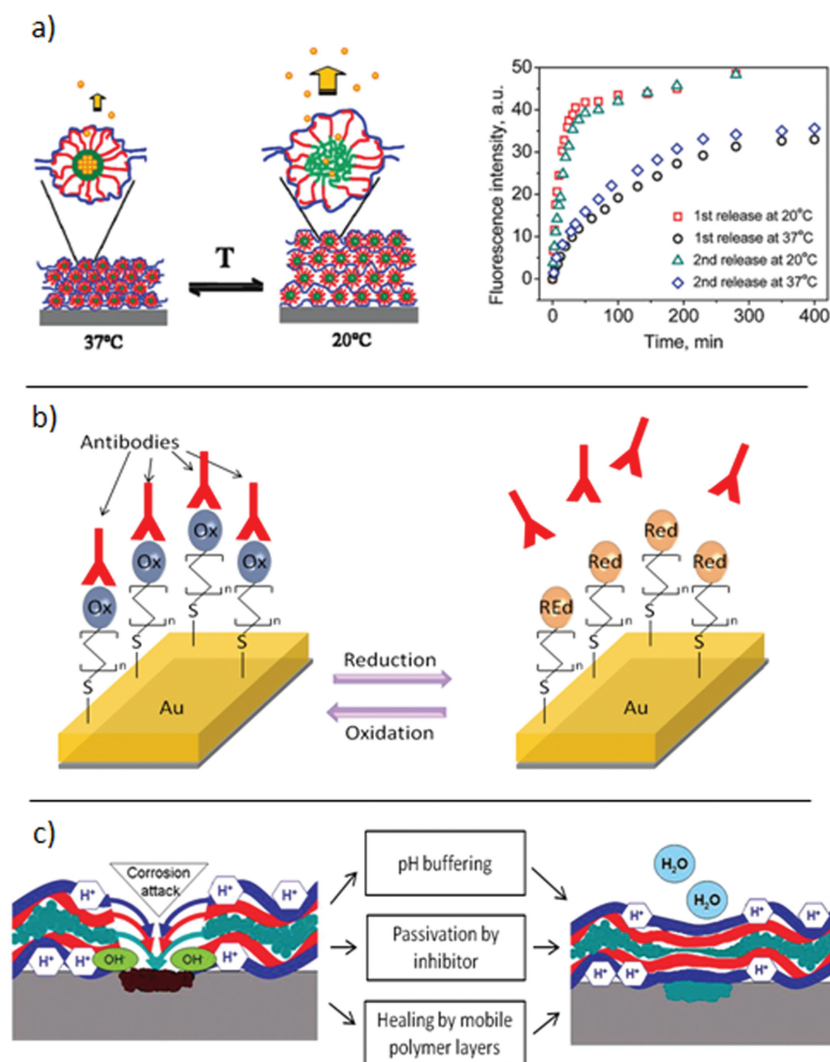 a)
T
37°C
20°C
50
40
30
20
10
0
Fluorescence intensity, a.u.
1st release at 20°C
1st release at 37°C
2nd release at 20°C
2nd release at 37°C
0 100 200 300 400
Time, min
b)
Antibodies
Ox
Ox
Ox
Ox
n
n
n
n
S
S
S
S
Au
Reduction
Oxidation
Red
Red
Red
REd
n
n
n
n
S
S
S
S
Au
c)
Corrosion
attack
H⁺
H⁺
H⁺
H⁺
OH⁻
OH⁻
H⁺
pH buffering
Passivation by
inhibitor
Healing by mobile
polymer layers
H₂O
H₂O
H⁺
H⁺
H⁺
H⁺
H⁺